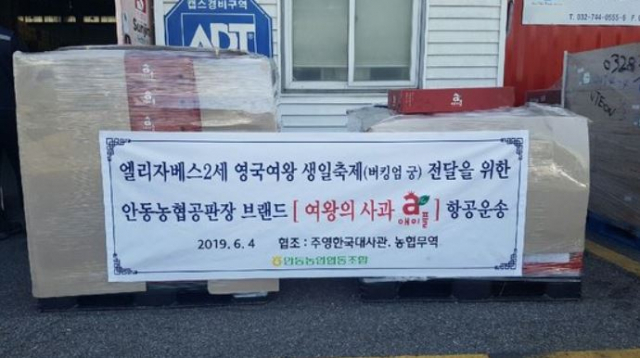 캡스경비구역
ADT
T. 032-744-0555~6
엘리자베스2세 영국여왕 생일축제(버킹엄 궁) 전달을 위한
안동농협공판장 브랜드 [ 여왕의 사과 a 애이플 ] 항공운송
2019. 6. 4 협조 : 주영한국대사관. 농협무역
안동농업협동조합